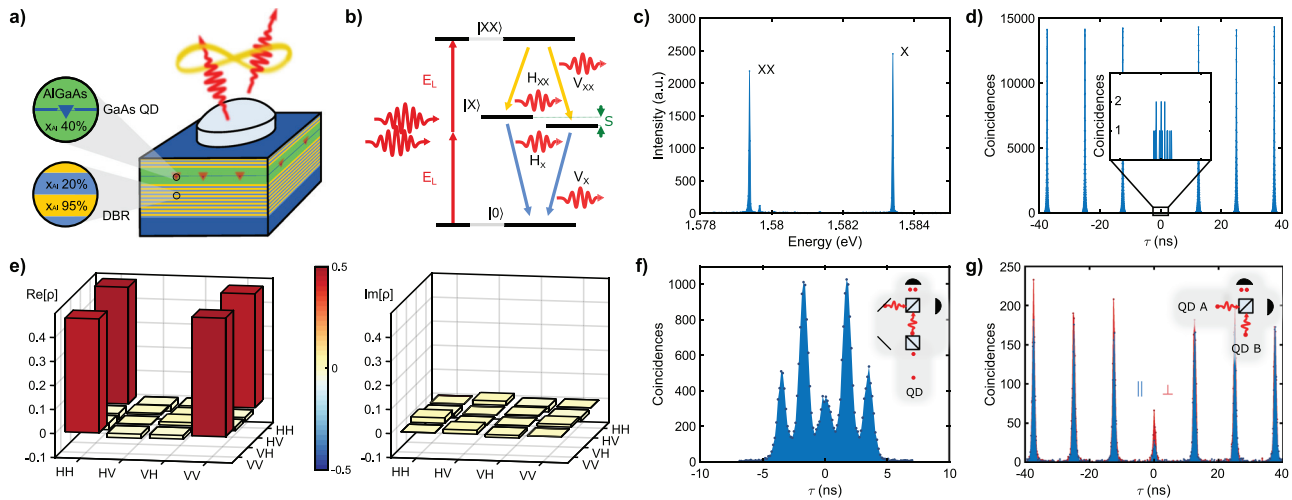 a)
AlGaAs
GaAs QD
xAl 40%
xAl 20%
xAl 95%
DBR
b)
|XX⟩
EL
HXX
VXX
|X⟩
S
HX
EL
VX
|0⟩
c)
3000
2500
2000
1500
1000
500
0
Intensity (a.u.)
XX
X
1.578
1.58
1.582
1.584
Energy (eV)
d)
15000
12000
9000
6000
3000
0
Coincidences
Coincidences
2
1
-40
-20
0
20
40
τ (ns)
e)
Re[ρ]
0.4
0.3
0.2
0.1
0
-0.1
HH
HV
VH
VV
HH
HV
VH
VV
0.5
0
-0.5
Im[ρ]
0.4
0.3
0.2
0.1
0
-0.1
HH
HV
VH
VV
HH
HV
VH
VV
f)
1000
800
600
400
200
0
Coincidences
QD
-10
-5
0
5
10
τ (ns)
g)
250
200
150
100
50
0
Coincidences
QD A
QD B
||
⊥
-40
-20
0
20
40
τ (ns)